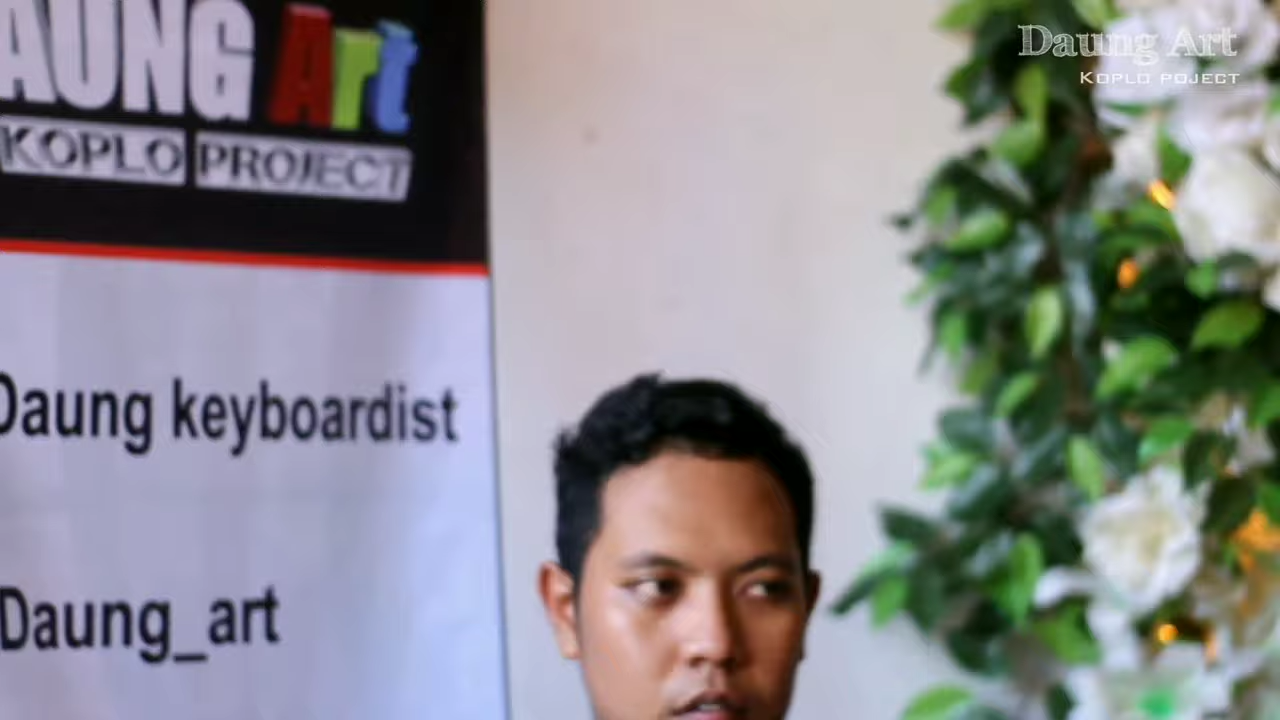 AUNG Art
KOPLO PROJECT
Daung keyboardist
Daung_art
Daung Art
KOPLO POJECT